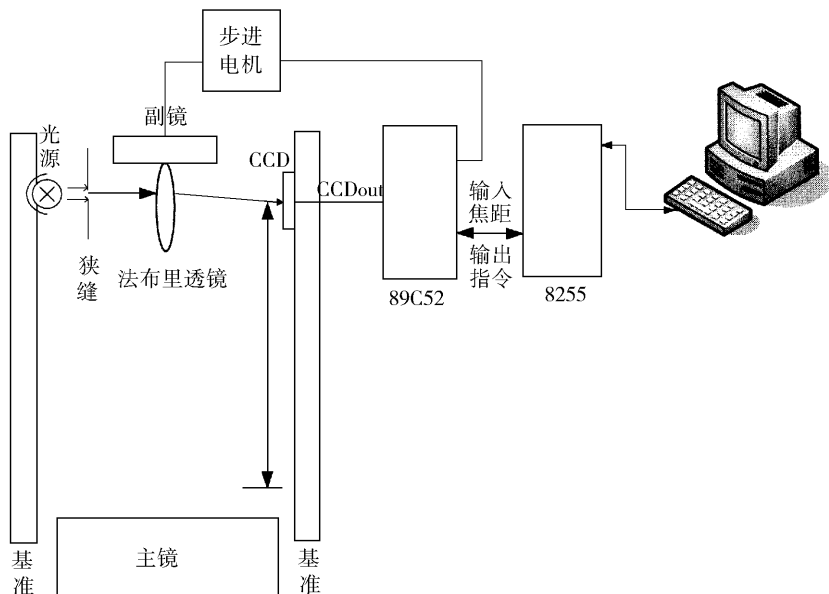 步进
电机
光源
副镜
CCD
CCDout
输入
焦距
输出
指令
狭缝
法布里透镜
89C52
8255
主镜
基准
基准